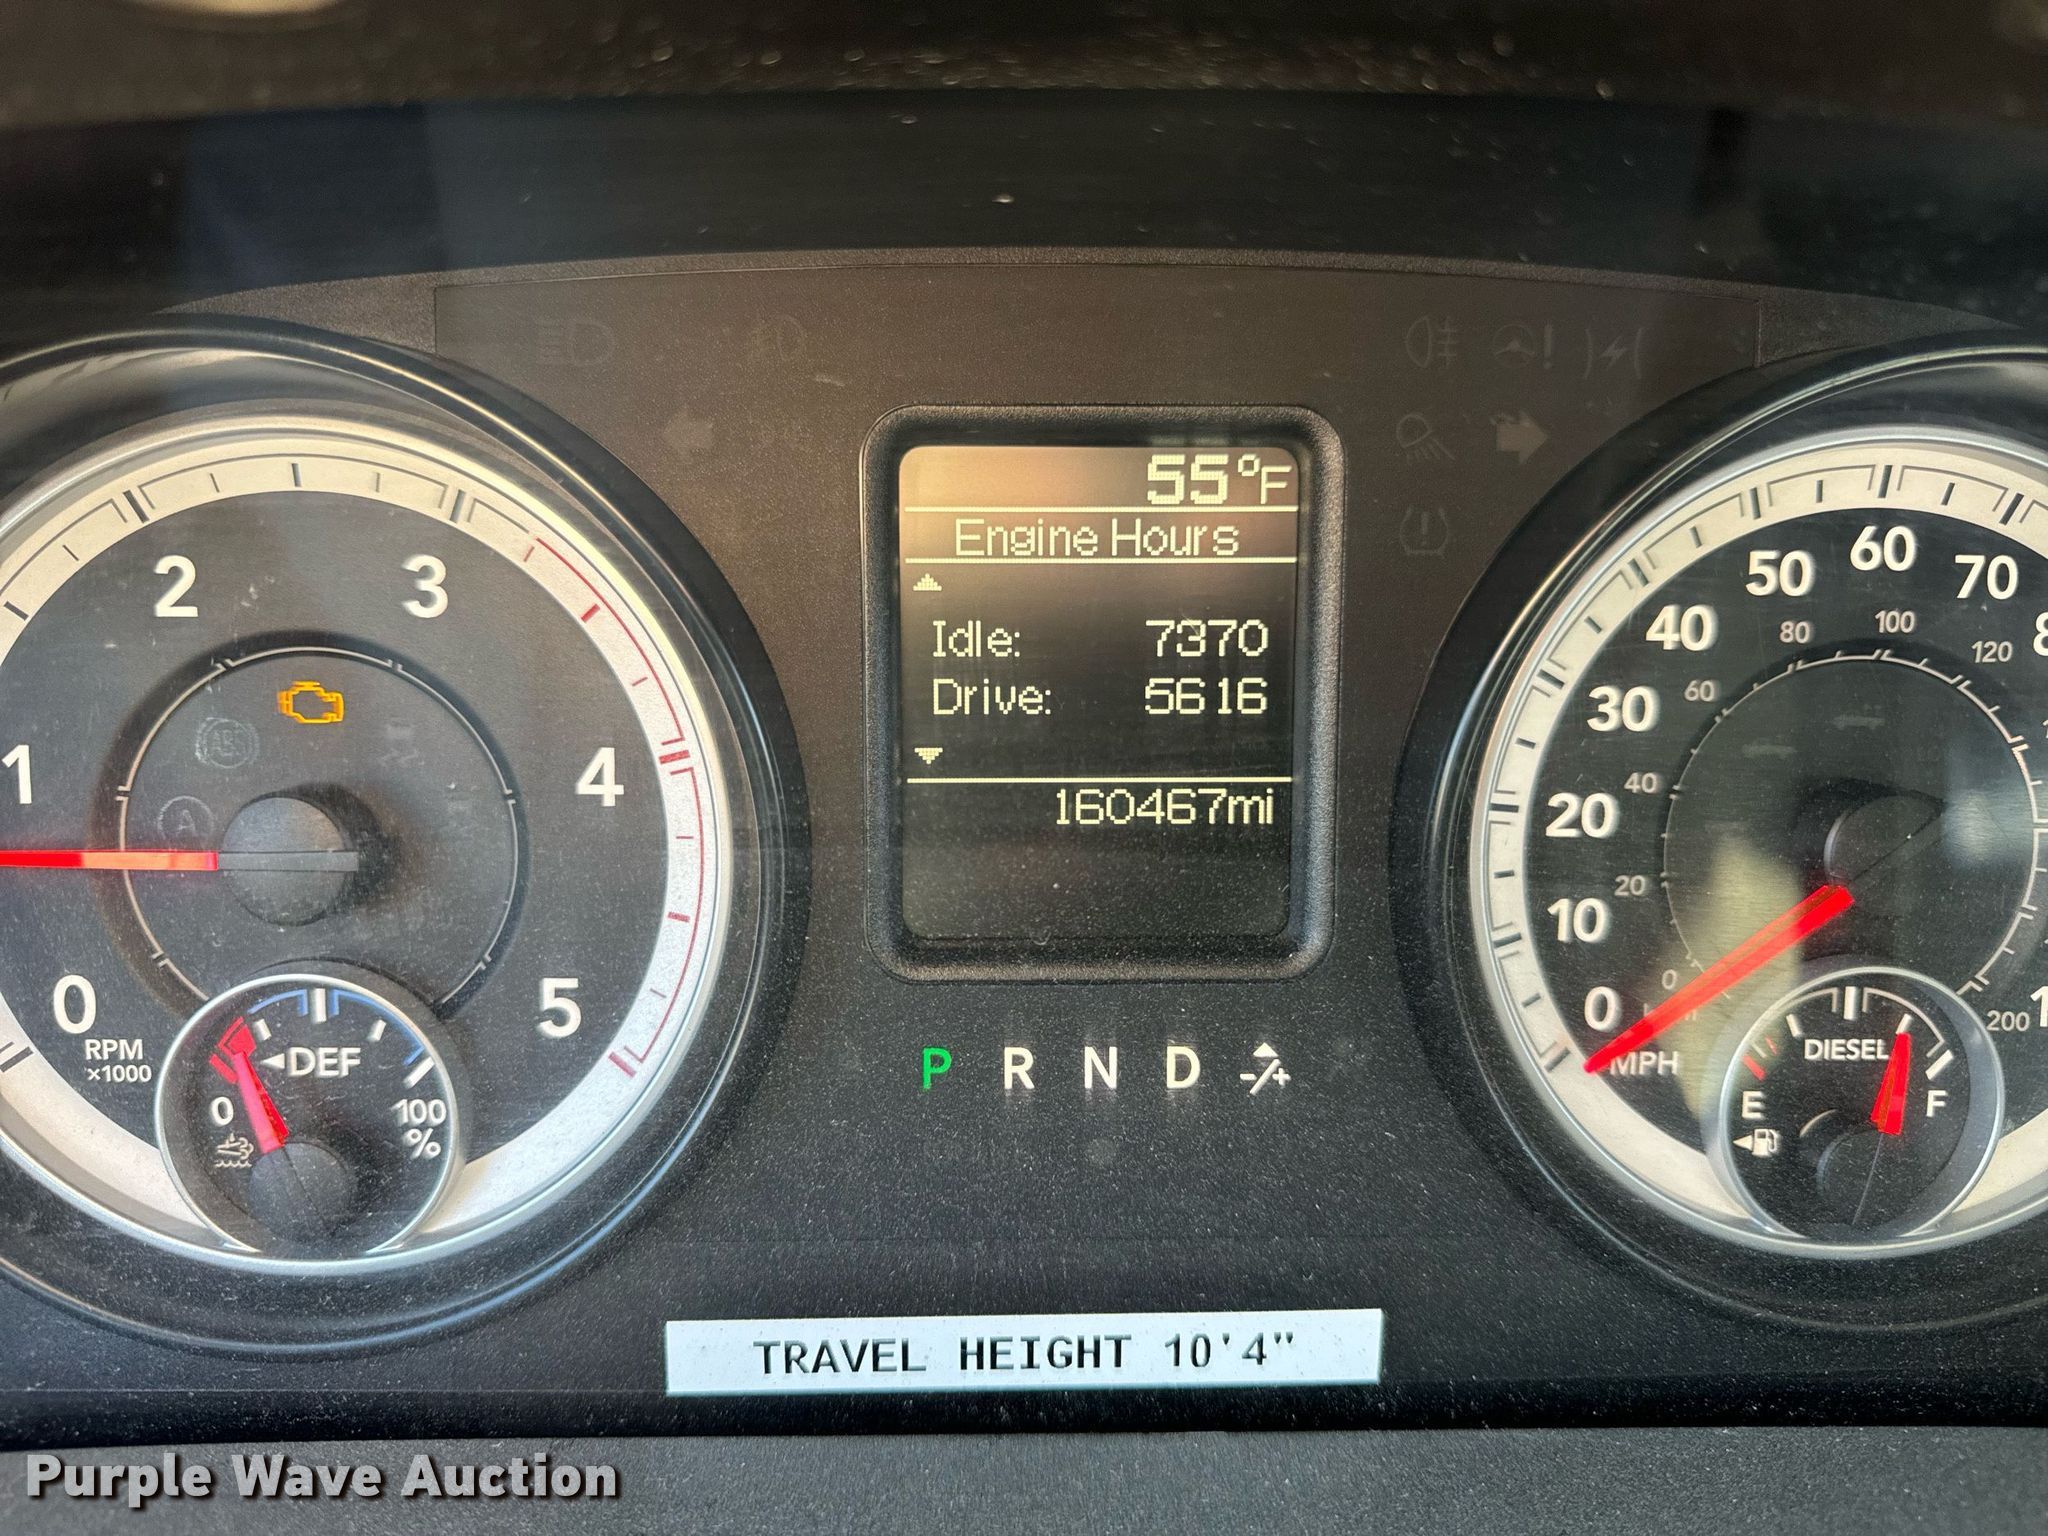 55°F
Engine Hours
Idle: 7370
Drive: 5616
160467mi
P R N D -/+
0 1 2 3 4 5
RPM
×1000
ABS
A
DEF
0 100
%
0 10 20 30 40 50 60 70
MPH
0 20 40 60 80 100 120 200
DIESEL
E F
TRAVEL HEIGHT 10'4"
Purple Wave Auction